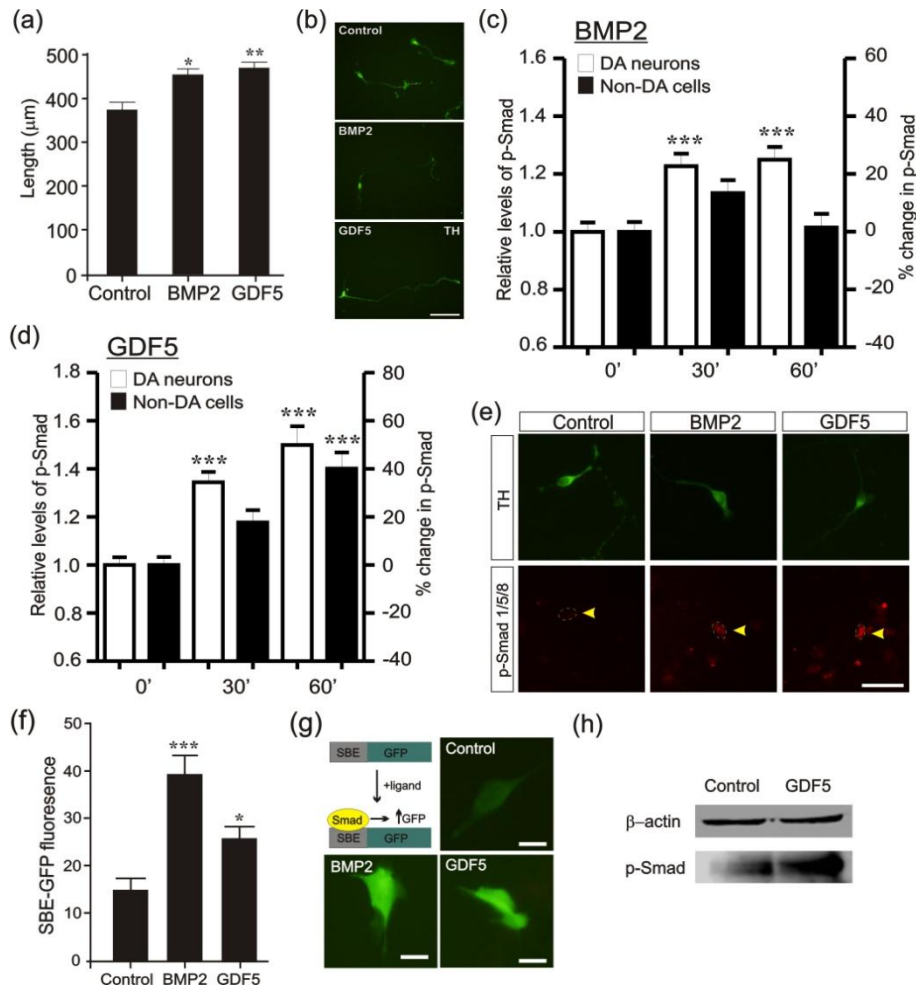 (a)
Length (μm)
500
400
300
200
100
0
* **
Control BMP2 GDF5
(b)
Control
BMP2
GDF5 TH
(c)
BMP2
DA neurons
Non-DA cells
Relative levels of p-Smad
1.6
1.4
1.2
1.0
0.8
0.6
*** ***
0' 30' 60'
60
40
20
0
-20
-40
% change in p-Smad
(d)
GDF5
DA neurons
Non-DA cells
Relative levels of p-Smad
1.8
1.6
1.4
1.2
1.0
0.8
0.6
*** *** ***
0' 30' 60'
80
60
40
20
0
-20
-40
% change in p-Smad
(e)
Control BMP2 GDF5
TH
p-Smad 1/5/8
(f)
SBE-GFP fluoresence
50
40
30
20
10
0
*** *
Control BMP2 GDF5
(g)
SBE GFP
+ligand
Smad ↑GFP
SBE GFP
Control
BMP2
GDF5
(h)
Control GDF5
β–actin
p-Smad